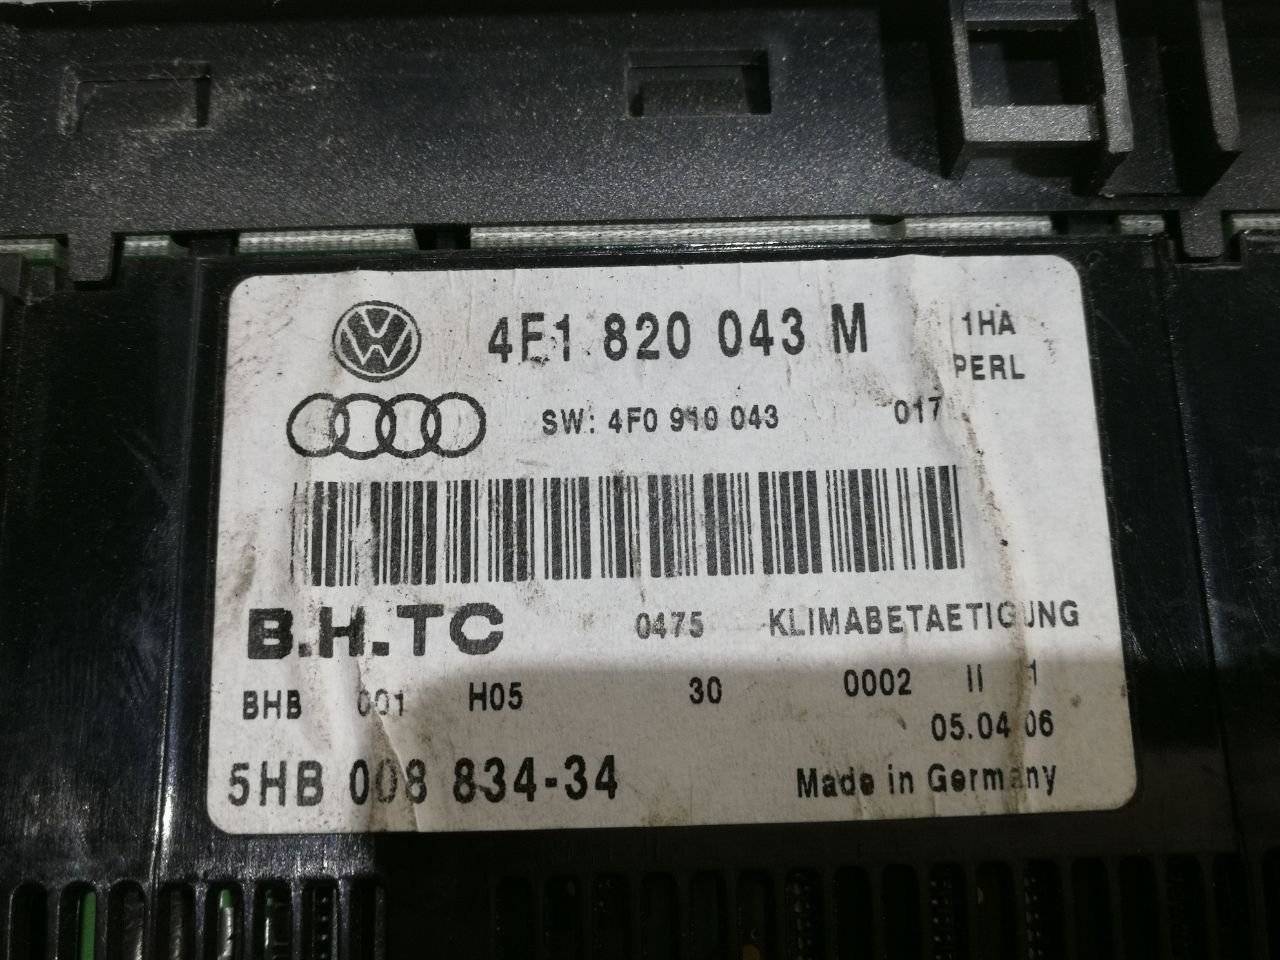 4E1 820 043 M
1HA
PERL
SW: 4F0 910 043 017
B.H.TC 0475 KLIMABETAETIGUNG
BHB 001 H05 30 0002 II 1
05.04.06
5HB 008 834-34 Made in Germany